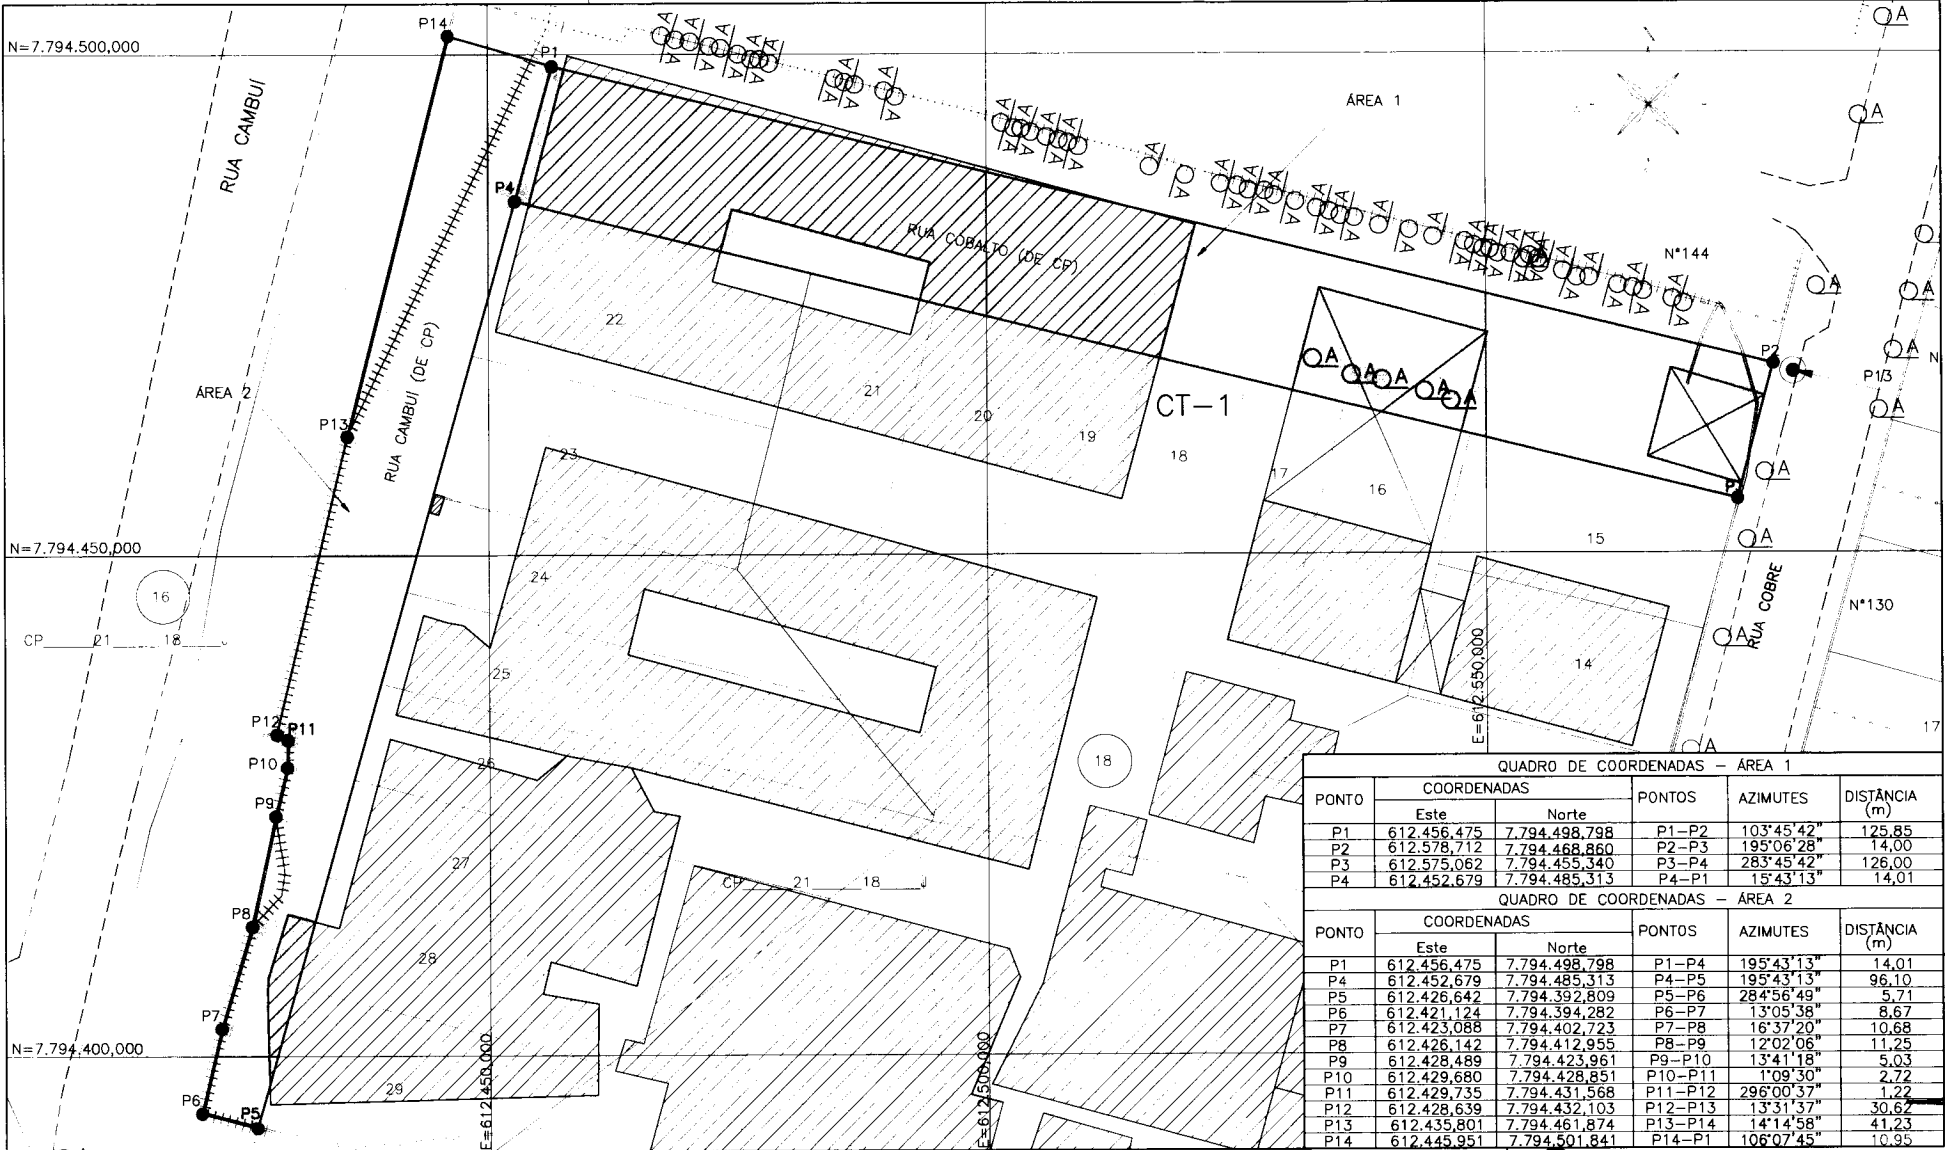 P14
N=7.794.500,000
P1
RUA CAMBUÍ
ÁREA 1
P4
RUA COBALTO (DE CP)
N°144
22
21
20
19
18
CT-1
17
16
15
14
P2
P13
P3
ÁREA 2
P13
RUA CAMBUÍ (DE CP)
23
N=7.794.450,000
24
16
CP 21 18
25
RUA COBRE
N°130
E=612.550,000
17
P12
P11
P10
P9
26
18
27
CP 21 18 J
P8
28
P7
N=7.794.400,000
29
E=612.450,000
E=612.500,000
P6
P5
A A A A A
QUADRO DE COORDENADAS - ÁREA 1
PONTO COORDENADAS PONTOS AZIMUTES DISTÂNCIA (m)
Este Norte
P1 612.456,475 7.794.498,798 P1-P2 103°45'42" 125,85
P2 612.578,712 7.794.468,860 P2-P3 195°06'28" 14,00
P3 612.575,062 7.794.455,340 P3-P4 283°45'42" 126,00
P4 612.452,679 7.794.485,313 P4-P1 15°43'13" 14,01
QUADRO DE COORDENADAS - ÁREA 2
PONTO COORDENADAS PONTOS AZIMUTES DISTÂNCIA (m)
Este Norte
P1 612.456,475 7.794.498,798 P1-P4 195°43'13" 14,01
P4 612.452,679 7.794.485,313 P4-P5 195°43'13" 96,10
P5 612.426,642 7.794.392,809 P5-P6 284°56'49" 5,71
P6 612.421,124 7.794.394,282 P6-P7 13°05'38" 8,67
P7 612.423,088 7.794.402,723 P7-P8 16°37'20" 10,68
P8 612.426,142 7.794.412,955 P8-P9 12°02'06" 11,25
P9 612.428,489 7.794.423,961 P9-P10 13°41'18" 5,03
P10 612.429,680 7.794.428,851 P10-P11 1°09'30" 2,72
P11 612.429,735 7.794.431,568 P11-P12 296°00'37" 1,22
P12 612.428,639 7.794.432,103 P12-P13 13°31'37" 30,62
P13 612.435,801 7.794.461,874 P13-P14 14°14'58" 41,23
P14 612.445,951 7.794.501,841 P14-P1 106°07'45" 10,95